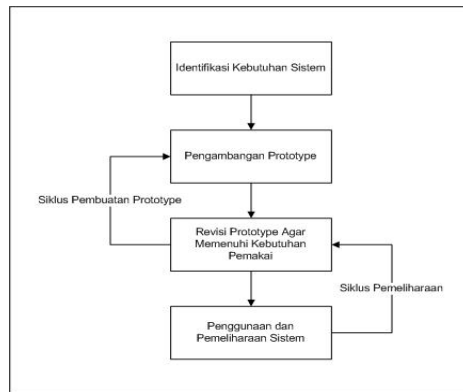 Identifikasi Kebutuhan Sistem
Pengambangan Prototype
Siklus Pembuatan Prototype
Revisi Prototype Agar
Memenuhi Kebutuhan
Pemakai
Siklus Pemeliharaan
Penggunaan dan
Pemeliharaan Sistem